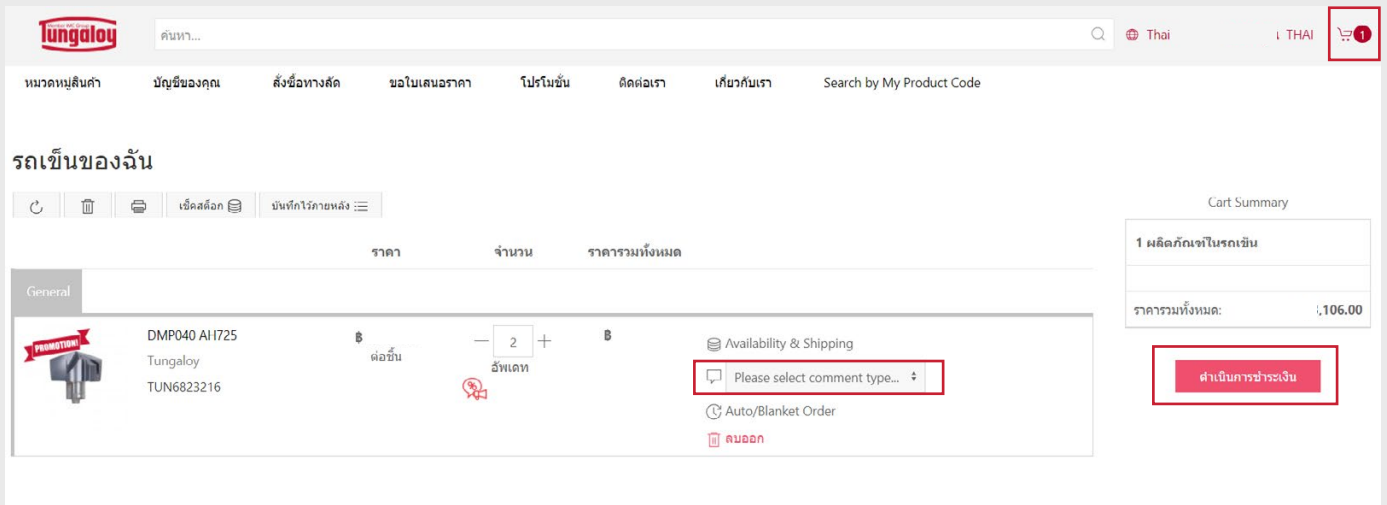 Member IMC Group
Tungaloy
ค้นหา...
Thai
THAI
1
หมวดหมู่สินค้า บัญชีของคุณ สั่งซื้อทางลัด ขอใบเสนอราคา โปรโมชั่น ติดต่อเรา เกี่ยวกับเรา Search by My Product Code
รถเข็นของฉัน
เช็คสต็อก บันทึกไว้ภายหลัง
Cart Summary
ราคา จำนวน ราคารวมทั้งหมด
1 ผลิตภัณฑ์ในรถเข็น
General
ราคารวมทั้งหมด: ,106.00
PROMOTION!
DMP040 AH725
Tungaloy
TUN6823216
฿
ต่อชิ้น
2
อัพเดท
%
฿
Availability & Shipping
Please select comment type...
Auto/Blanket Order
ลบออก
ดำเนินการชำระเงิน